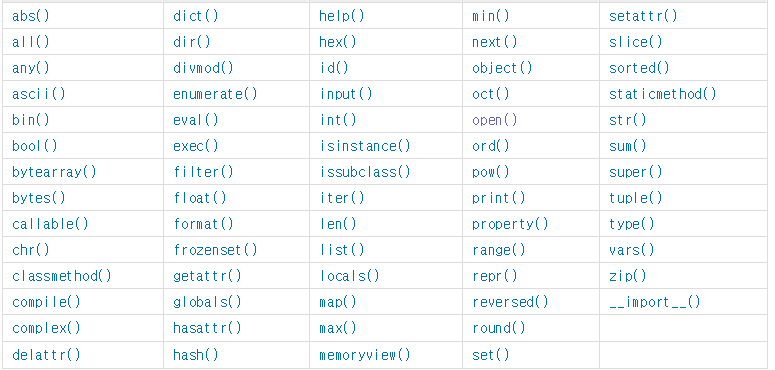 abs() dict() help() min() setattr()
all() dir() hex() next() slice()
any() divmod() id() object() sorted()
ascii() enumerate() input() oct() staticmethod()
bin() eval() int() open() str()
bool() exec() isinstance() ord() sum()
bytearray() filter() issubclass() pow() super()
bytes() float() iter() print() tuple()
callable() format() len() property() type()
chr() frozenset() list() range() vars()
classmethod() getattr() locals() repr() zip()
compile() globals() map() reversed() __import__()
complex() hasattr() max() round()
delattr() hash() memoryview() set()